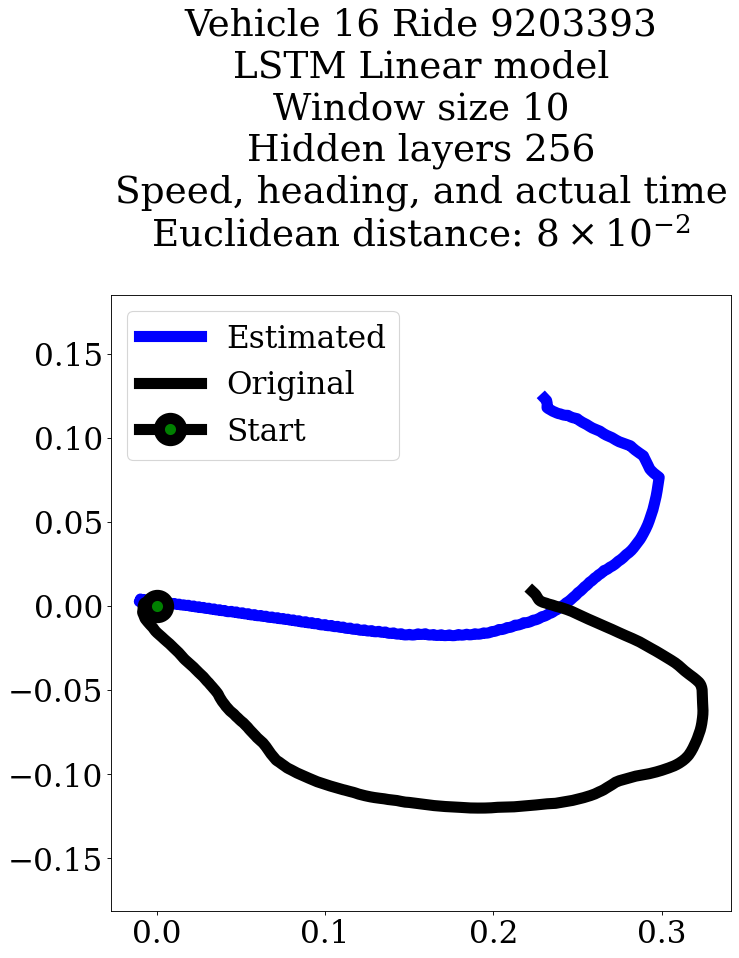 Vehicle 16 Ride 9203393
LSTM Linear model
Window size 10
Hidden layers 256
Speed, heading, and actual time
Euclidean distance: 8 × 10⁻²
Estimated
Original
Start
0.15
0.10
0.05
0.00
−0.05
−0.10
−0.15
0.0 0.1 0.2 0.3